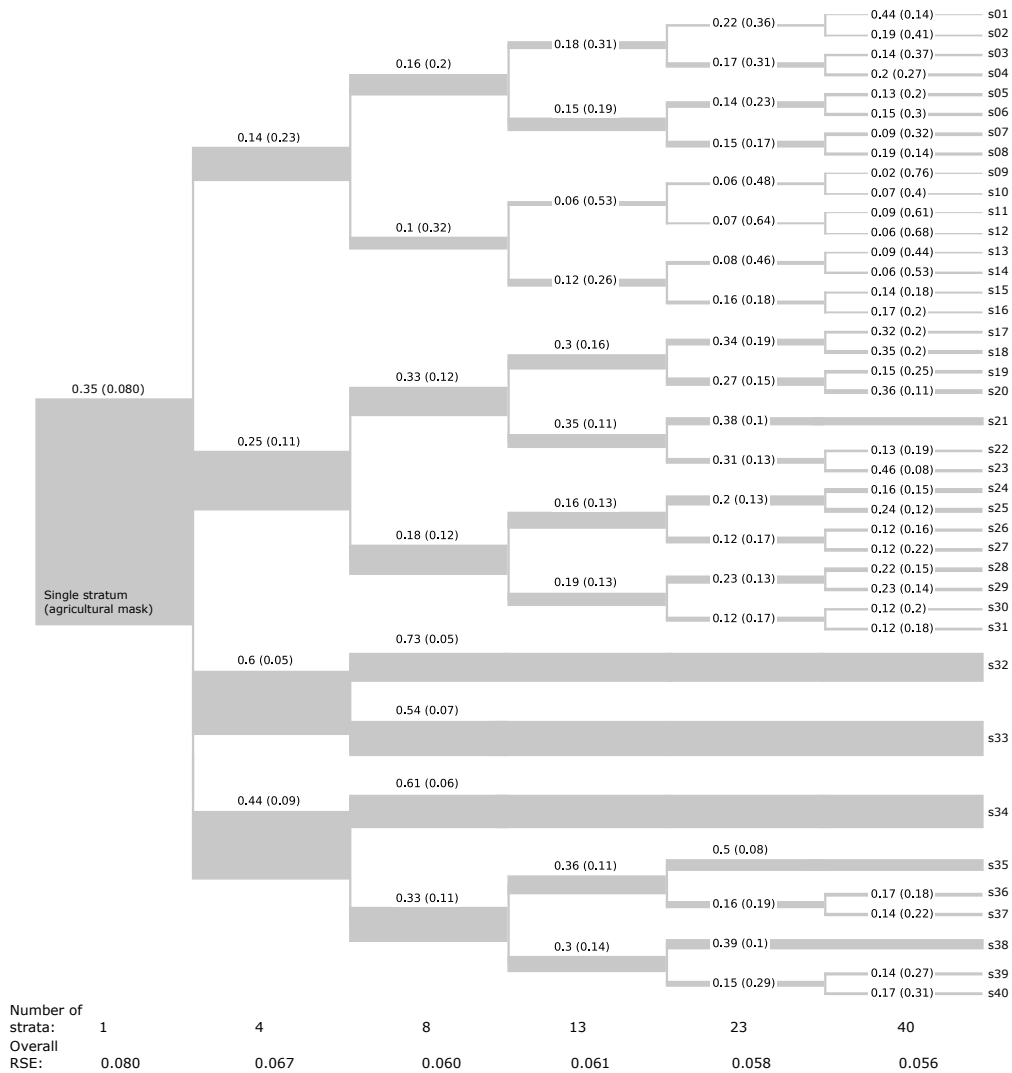 0.44 (0.14) s01
0.22 (0.36)
0.19 (0.41) s02
0.18 (0.31)
0.14 (0.37) s03
0.16 (0.2)
0.17 (0.31)
0.2 (0.27) s04
0.13 (0.2) s05
0.14 (0.23)
0.15 (0.19)
0.15 (0.3) s06
0.09 (0.32) s07
0.14 (0.23)
0.15 (0.17)
0.19 (0.14) s08
0.02 (0.76) s09
0.06 (0.48)
0.07 (0.4) s10
0.06 (0.53)
0.09 (0.61) s11
0.1 (0.32)
0.07 (0.64)
0.06 (0.68) s12
0.09 (0.44) s13
0.08 (0.46)
0.06 (0.53) s14
0.12 (0.26)
0.14 (0.18) s15
0.16 (0.18)
0.17 (0.2) s16
0.32 (0.2) s17
0.34 (0.19)
0.3 (0.16)
0.35 (0.2) s18
0.15 (0.25) s19
0.33 (0.12)
0.27 (0.15)
0.35 (0.080)
0.36 (0.11) s20
0.38 (0.1) s21
0.35 (0.11)
0.25 (0.11)
0.13 (0.19) s22
0.31 (0.13)
0.46 (0.08) s23
0.16 (0.15) s24
0.2 (0.13)
0.16 (0.13)
0.24 (0.12) s25
0.12 (0.16) s26
0.18 (0.12)
0.12 (0.17)
0.12 (0.22) s27
0.22 (0.15) s28
0.23 (0.13)
0.19 (0.13)
0.23 (0.14) s29
Single stratum
(agricultural mask)
0.12 (0.2) s30
0.12 (0.17)
0.12 (0.18) s31
0.73 (0.05)
0.6 (0.05)
s32
0.54 (0.07)
s33
0.61 (0.06)
0.44 (0.09)
s34
0.5 (0.08)
s35
0.36 (0.11)
0.17 (0.18) s36
0.33 (0.11)
0.16 (0.19)
0.14 (0.22) s37
0.3 (0.14)
0.39 (0.1) s38
0.14 (0.27) s39
0.15 (0.29)
0.17 (0.31) s40
Number of
strata: 1 4 8 13 23 40
Overall
RSE: 0.080 0.067 0.060 0.061 0.058 0.056